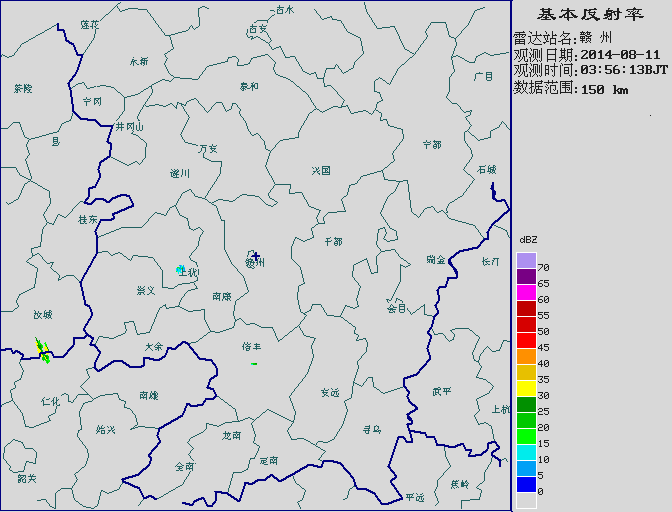 基本反射率
雷达站名:赣 州
观测日期:2014-08-11
观测时间:03:56:13BJT
数据范围:150 km
dBZ
70
65
60
55
50
45
40
35
30
25
20
15
10
5
0
吉水
莲花
吉安
永新
广昌
茶陵
泰和
宁冈
井冈山
宁都
万安
兴国
石城
遂川
桂东
于都
赣州
瑞金
长汀
上犹
崇义
南康
会昌
汝城
大余
信丰
仁化
南雄
安远
武平
上杭
始兴
龙南
寻乌
全南
定南
韶关
蕉岭
平远